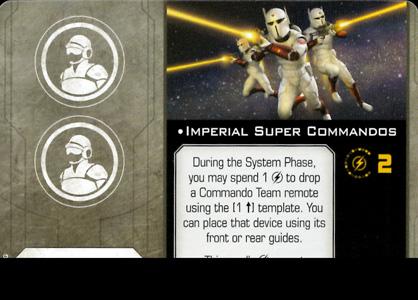 •Imperial Super Commandos
During the System Phase,
2
you may spend 1 to drop
a Commando Team remote
using the [1 ↑] template. You
can place that device using its
front or rear guides.